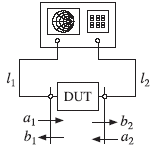 l₁ l₂
DUT
a₁ b₂
b₁ a₂